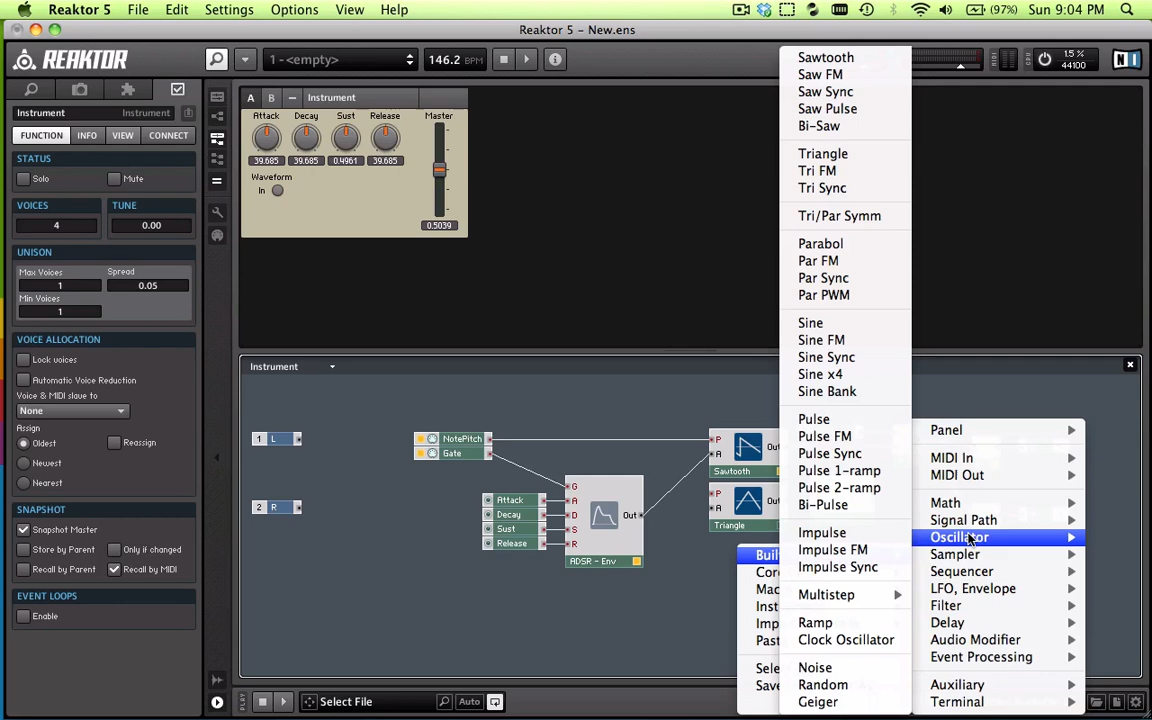 Reaktor 5 File Edit Settings Options View Help (97%) Sun 9:04 PM
Reaktor 5 - New.ens
REAKTOR 1 - <empty> 146.2 BPM 1.5 % 44100
Instrument Instrument
FUNCTION INFO VIEW CONNECT
STATUS
Solo Mute
VOICES TUNE
4 0.00
UNISON
Max Voices Spread
1 0.05
Min Voices
1
VOICE ALLOCATION
Lock voices
Automatic Voice Reduction
Voice & MIDI slave to
None
Assign
Oldest Reassign
Newest
Nearest
SNAPSHOT
Snapshot Master
Store by Parent Only if changed
Recall by Parent Recall by MIDI
EVENT LOOPS
Enable
A B Instrument
Attack Decay Sust Release Master
39.685 39.685 0.4961 39.685
Waveform
In
0.5039
Instrument
1 L
2 R
NotePitch
Gate
Attack
Decay
Sust
Release
G
A
D
S
R
Out
ADSR - Env
P
A
Out
Sawtooth
P
A
Out
Triangle
Sawtooth
Saw FM
Saw Sync
Saw Pulse
Bi-Saw
Triangle
Tri FM
Tri Sync
Tri/Par Symm
Parabol
Par FM
Par Sync
Par PWM
Sine
Sine FM
Sine Sync
Sine x4
Sine Bank
Pulse
Pulse FM
Pulse Sync
Pulse 1-ramp
Pulse 2-ramp
Bi-Pulse
Impulse
Impulse FM
Impulse Sync
Multistep
Ramp
Clock Oscillator
Noise
Random
Geiger
Panel
MIDI In
MIDI Out
Math
Signal Path
Oscillator
Sampler
Sequencer
LFO, Envelope
Filter
Delay
Audio Modifier
Event Processing
Auxiliary
Terminal
PLAY Select File Auto